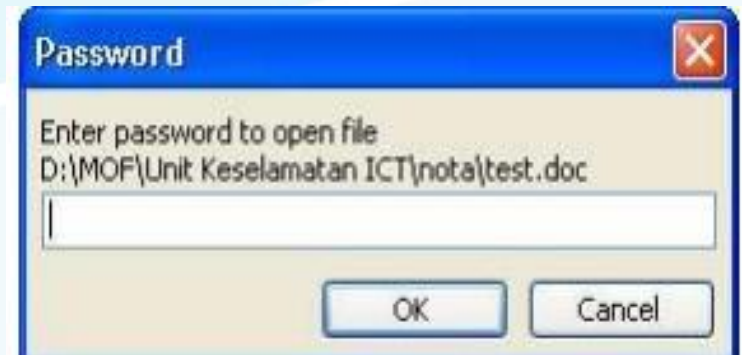 Password
Enter password to open file
D:\MOF\Unit Keselamatan ICT\nota\test.doc
OK
Cancel